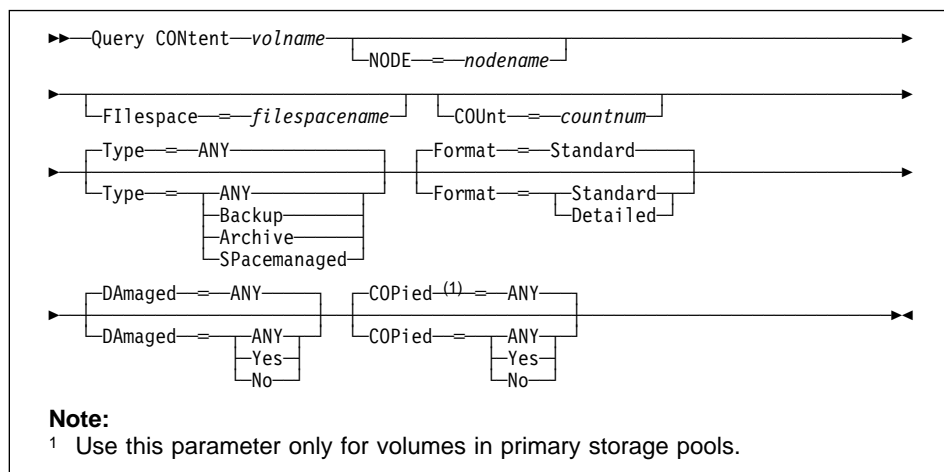 Query CONtent volname
NODE = nodename
FIlespace = filespacename COUnt = countnum
Type = ANY Format = Standard
Type = ANY Format = Standard
Backup Detailed
Archive
SPacemanaged
DAmaged = ANY COPied (1) = ANY
DAmaged = ANY COPied = ANY
Yes Yes
No No
Note:
1 Use this parameter only for volumes in primary storage pools.